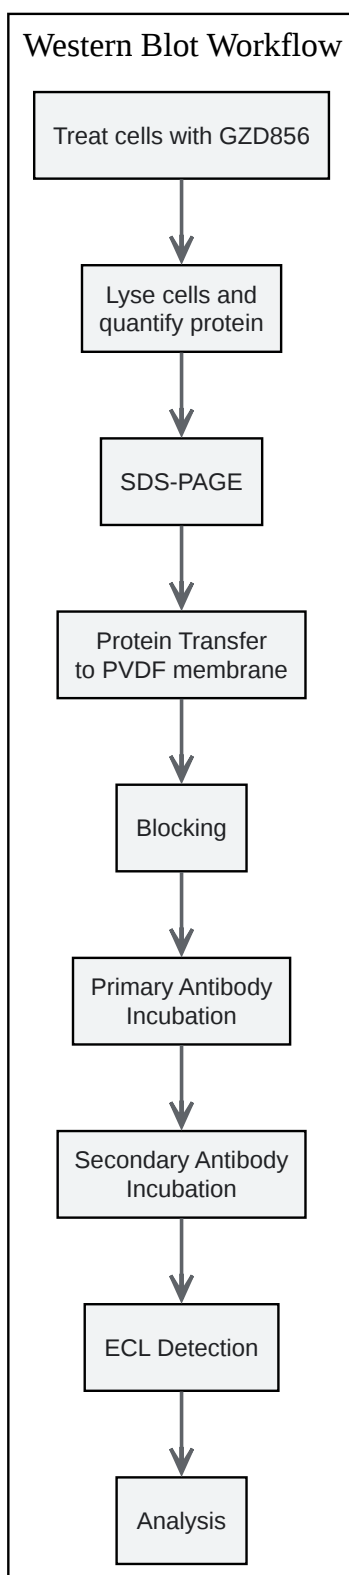 Western Blot Workflow
Treat cells with GZD856
Lyse cells and
quantify protein
SDS-PAGE
Protein Transfer
to PVDF membrane
Blocking
Primary Antibody
Incubation
Secondary Antibody
Incubation
ECL Detection
Analysis